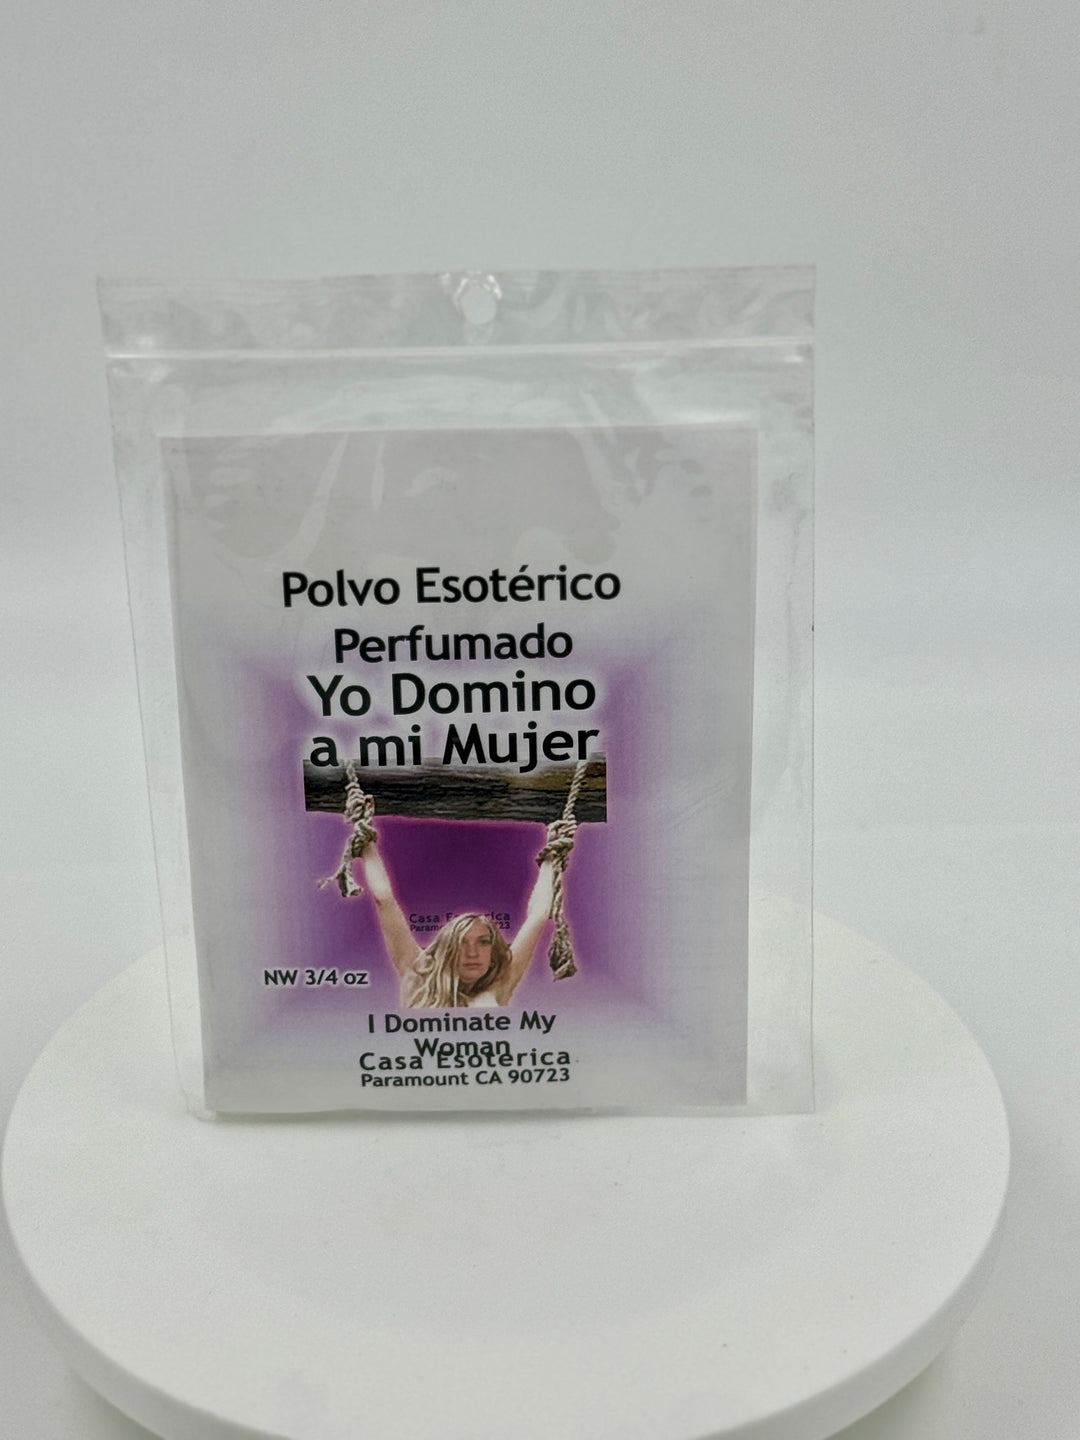 Polvo Esotérico
Perfumado
Yo Domino
a mi Mujer
Casa
NW 3/4 oz
I Dominate My
Woman
Casa Esoterica
Paramount CA 90723